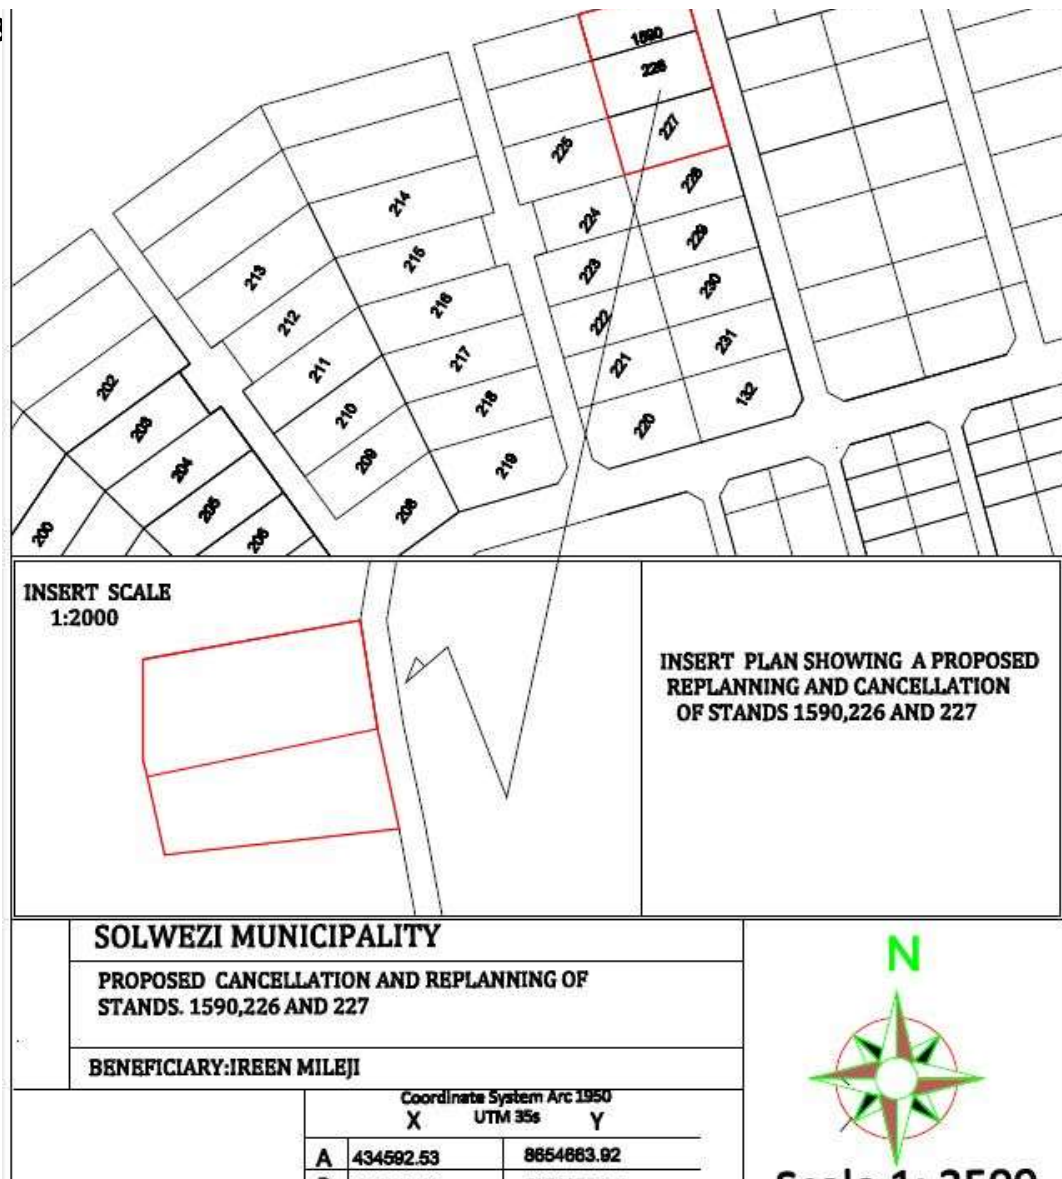 1590
226
227
225
228
214
224
229
215
213
223
230
216
212
222
231
217
211
221
202
132
218
210
203
220
219
209
204
208
205
200
206
INSERT SCALE
1:2000
INSERT PLAN SHOWING A PROPOSED
REPLANNING AND CANCELLATION
OF STANDS 1590,226 AND 227
SOLWEZI MUNICIPALITY
PROPOSED CANCELLATION AND REPLANNING OF
STANDS. 1590,226 AND 227
BENEFICIARY:IREEN MILEJI
N
Coordinate System Arc 1950
X UTM 35s Y
A 434592.53 8654663.92
Scale 1: 2500